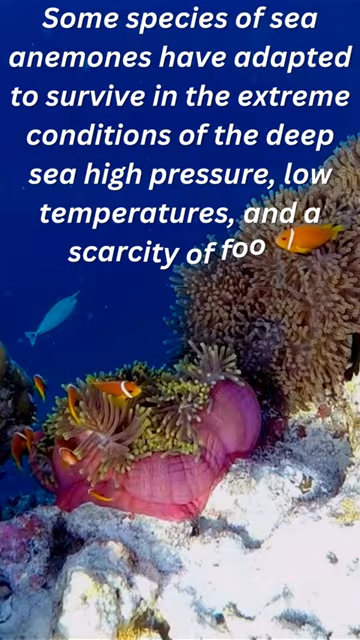 Some species of sea
anemones have adapted
to survive in the extreme
conditions of the deep
sea high pressure, low
temperatures, and a
scarcity of foo